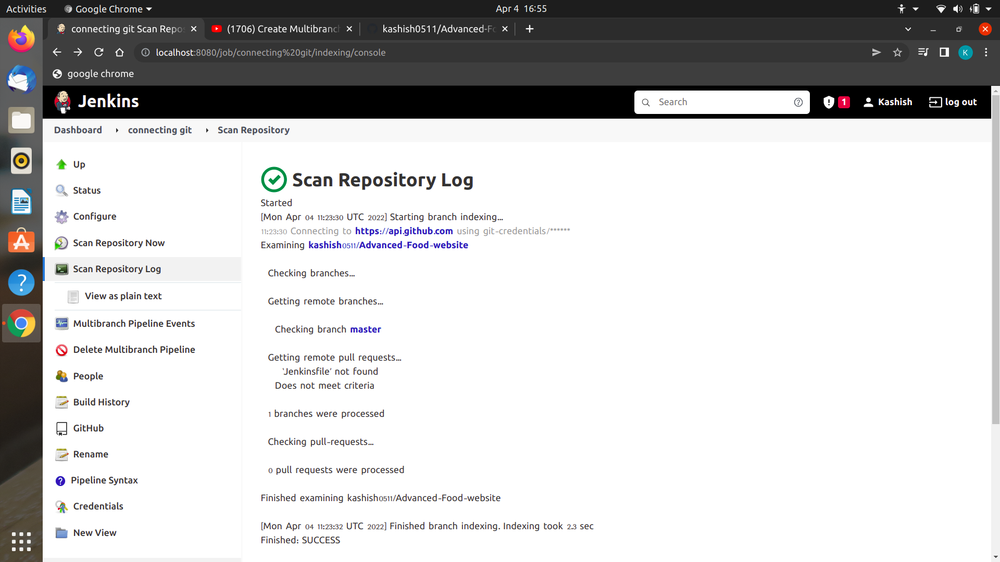 Activities
Google Chrome
Apr 4 16:55
connecting git Scan Repos
(1706) Create Multibranch
kashish0511/Advanced-Fo
localhost:8080/job/connecting%20git/indexing/console
K
google chrome
Jenkins
Search
1
Kashish
log out
Dashboard
connecting git
Scan Repository
Up
Status
Configure
Scan Repository Now
Scan Repository Log
View as plain text
Multibranch Pipeline Events
Delete Multibranch Pipeline
People
Build History
GitHub
Rename
Pipeline Syntax
Credentials
New View
Scan Repository Log
Started
[Mon Apr 04 11:23:30 UTC 2022] Starting branch indexing...
11:23:30 Connecting to https://api.github.com using git-credentials/******
Examining kashish0511/Advanced-Food-website
Checking branches...
Getting remote branches...
Checking branch master
Getting remote pull requests...
‘Jenkinsfile’ not found
Does not meet criteria
1 branches were processed
Checking pull-requests...
0 pull requests were processed
Finished examining kashish0511/Advanced-Food-website
[Mon Apr 04 11:23:32 UTC 2022] Finished branch indexing. Indexing took 2.3 sec
Finished: SUCCESS